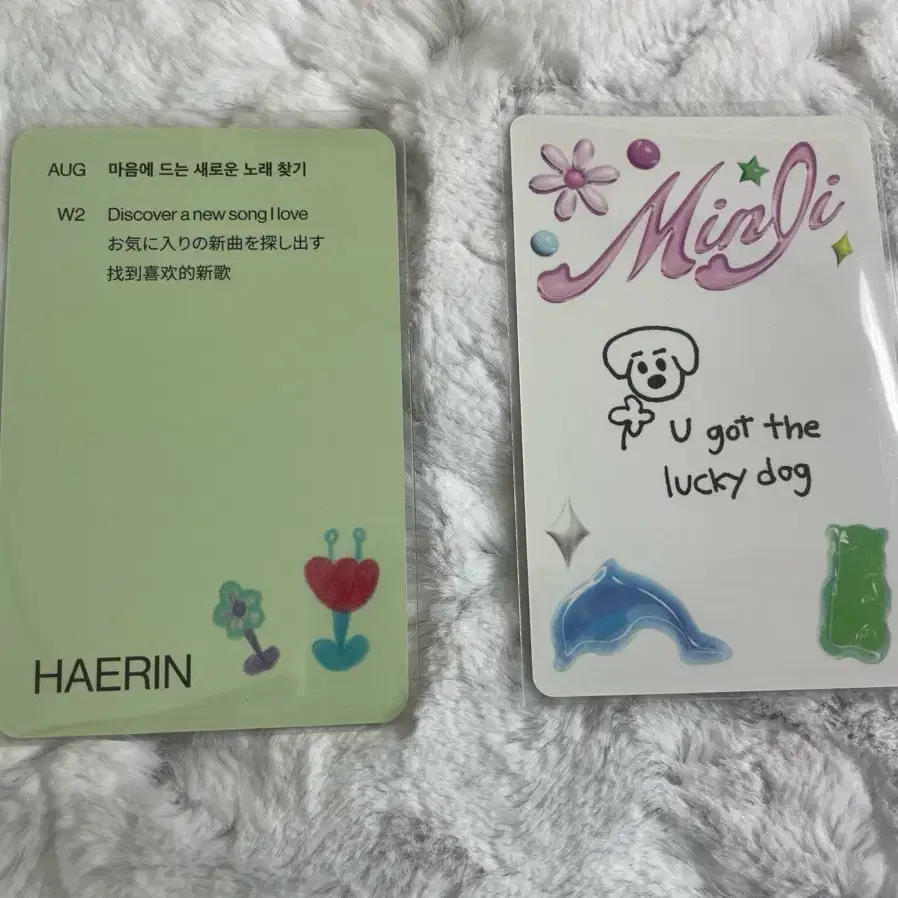 AUG 마음에 드는 새로운 노래 찾기
W2 Discover a new song I love
お気に入りの新曲を探し出す
找到喜欢的新歌
HAERIN
MinJi
U got the
lucky dog